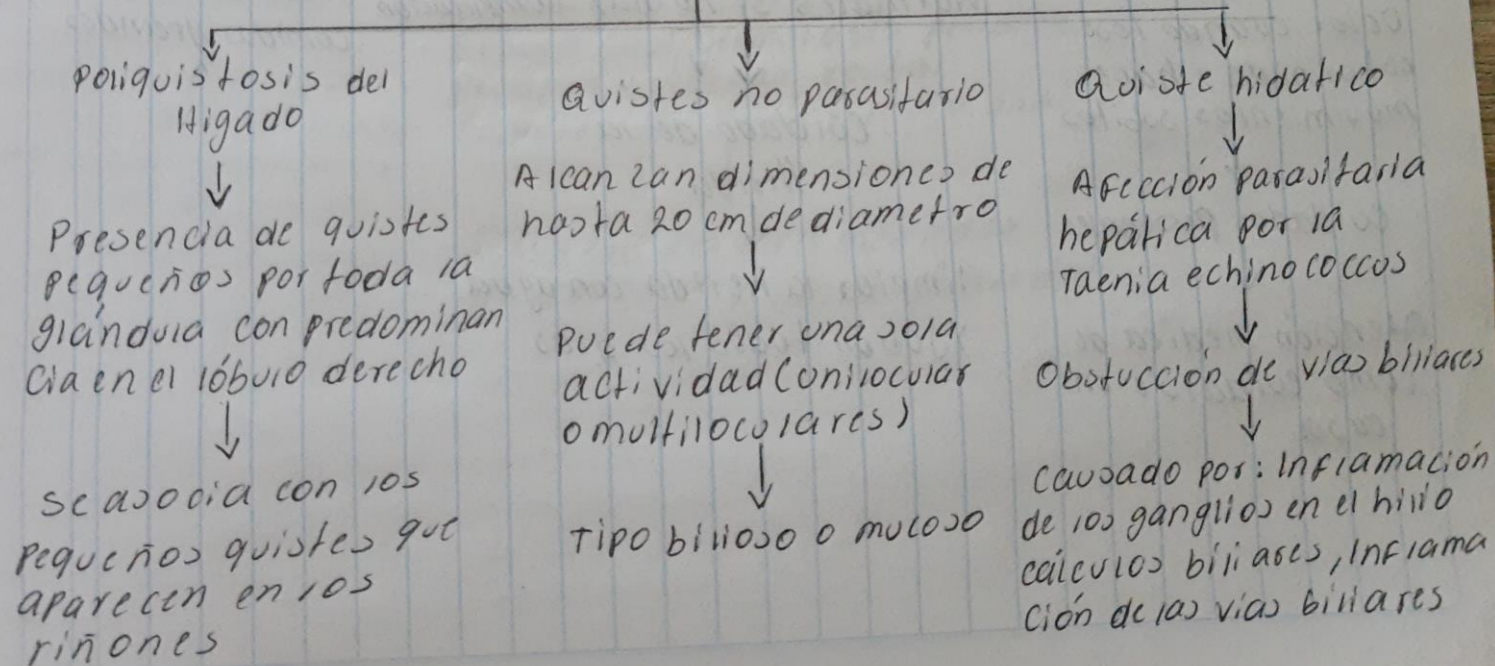 Poliquistosis del
Higado
Presencia de quistes
pequeños por toda la
glándula con predominan
cia en el lóbulo derecho
se asocia con los
pequeños quistes que
aparecen en los
riñones
Quistes no parasitario
Alcanzan dimensiones de
hasta 20 cm de diametro
puede tener una sola
actividad (unilocular
o multiloculares)
Tipo bilioso o mucoso
Quiste hidatico
Afección parasitaria
hepática por la
Taenia echinococcos
Obstucción de vias biliares
causado por: Inflamación
de los ganglios en el hilio
cálculos biliares, Inflama
ción de las vías biliares